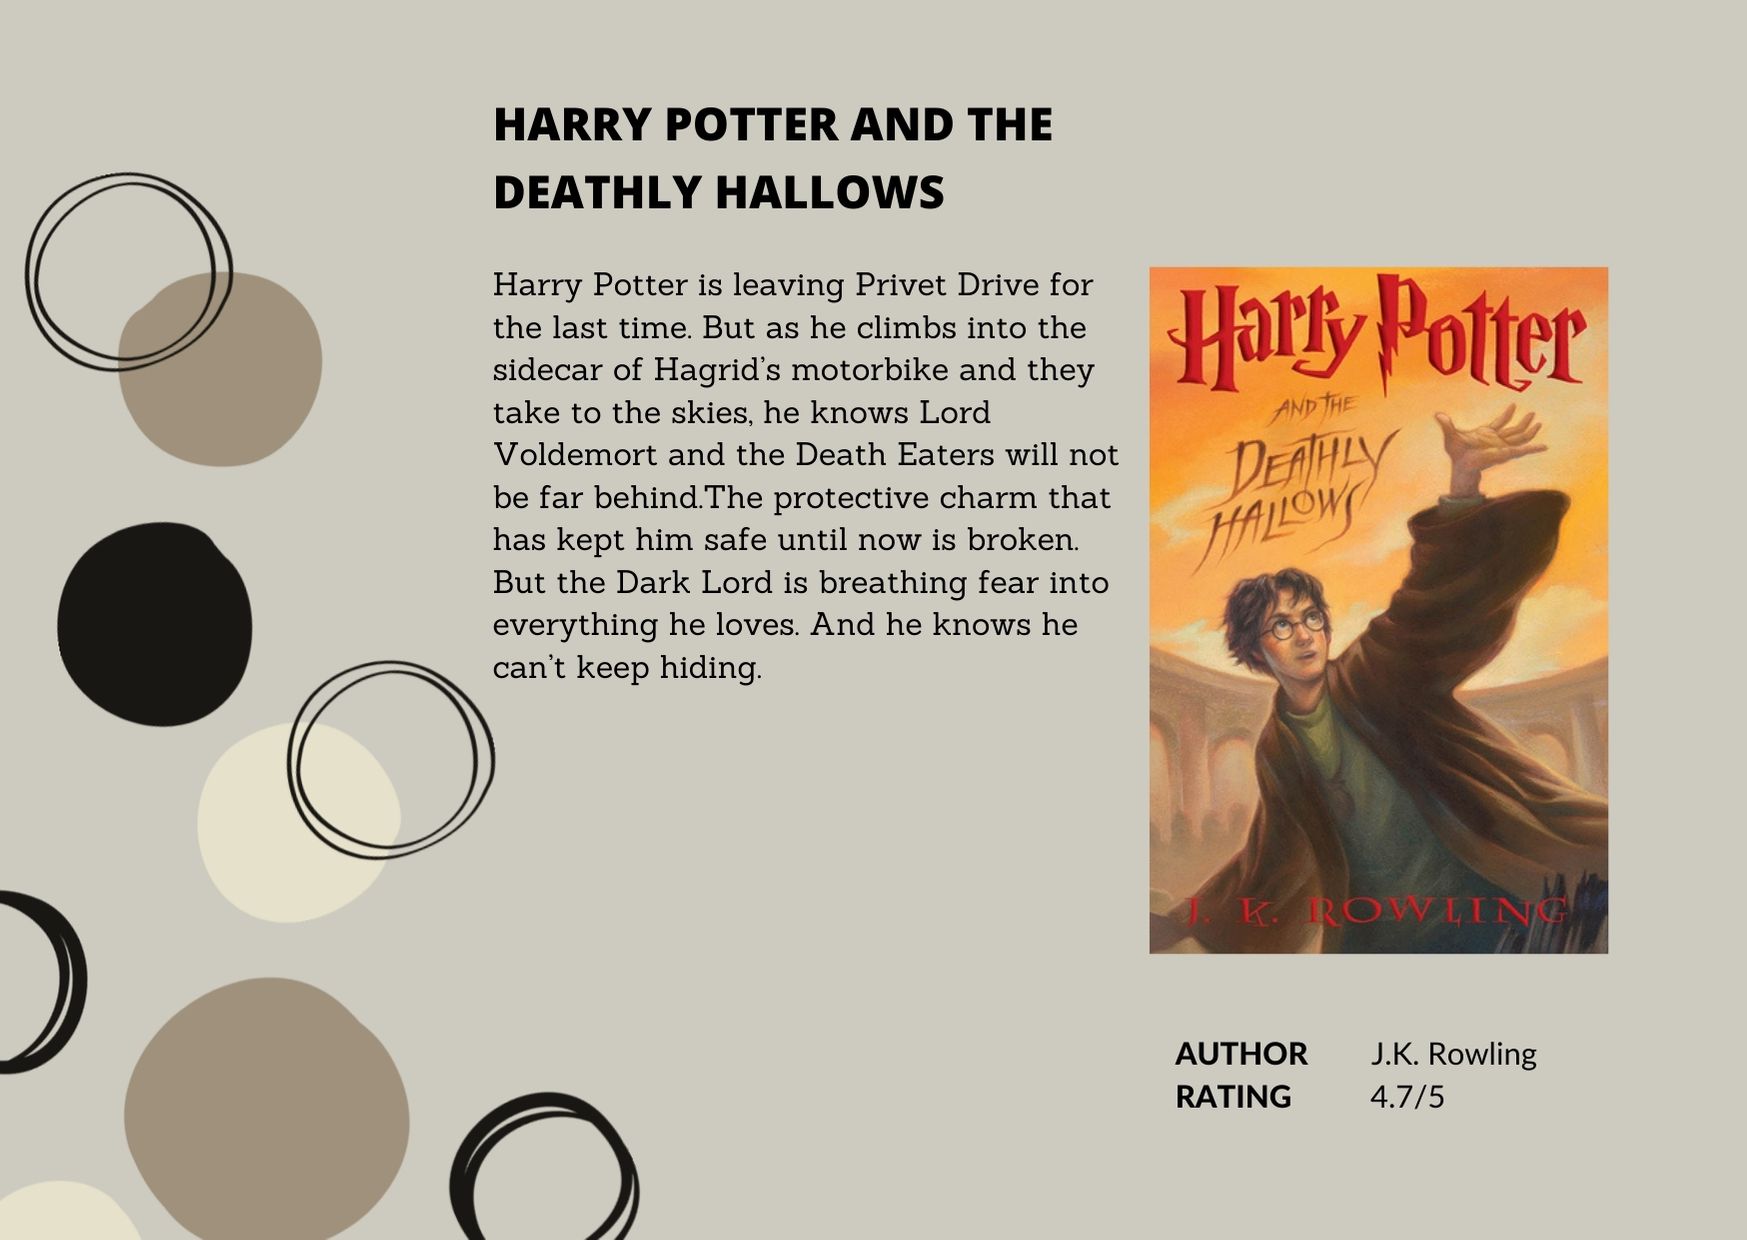 HARRY POTTER AND THE
DEATHLY HALLOWS
Harry Potter is leaving Privet Drive for
the last time. But as he climbs into the
sidecar of Hagrid’s motorbike and they
take to the skies, he knows Lord
Voldemort and the Death Eaters will not
be far behind.The protective charm that
has kept him safe until now is broken.
But the Dark Lord is breathing fear into
everything he loves. And he knows he
can’t keep hiding.
Harry Potter
AND THE
DEATHLY
HALLOWS
J. K. ROWLING
AUTHOR J.K. Rowling
RATING 4.7/5